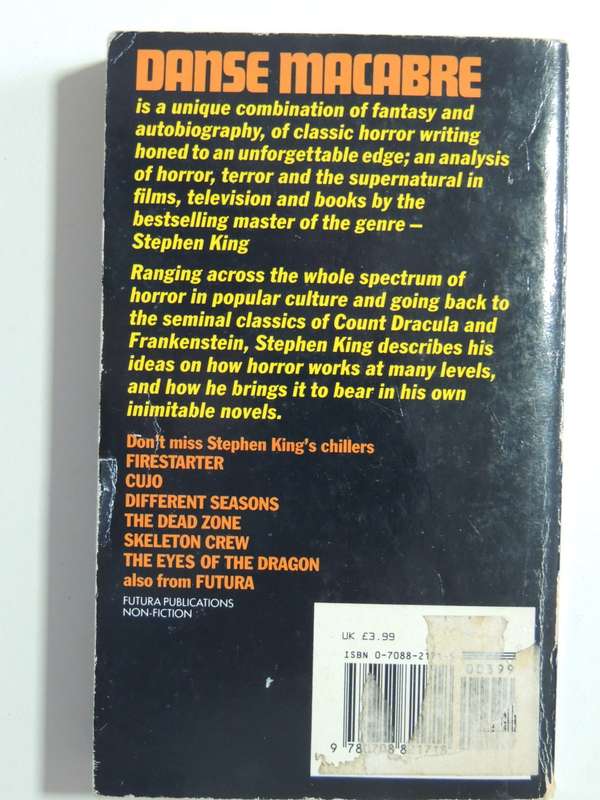 DANSE MACABRE
is a unique combination of fantasy and
autobiography, of classic horror writing
honed to an unforgettable edge; an analysis
of horror, terror and the supernatural in
films, television and books by the
bestselling master of the genre –
Stephen King
Ranging across the whole spectrum of
horror in popular culture and going back to
the seminal classics of Count Dracula and
Frankenstein, Stephen King describes his
ideas on how horror works at many levels,
and how he brings it to bear in his own
inimitable novels.
Don't miss Stephen King's chillers
FIRESTARTER
CUJO
DIFFERENT SEASONS
THE DEAD ZONE
SKELETON CREW
THE EYES OF THE DRAGON
also from FUTURA
FUTURA PUBLICATIONS
NON-FICTION
UK £3.99
ISBN 0-7088-
00399
9